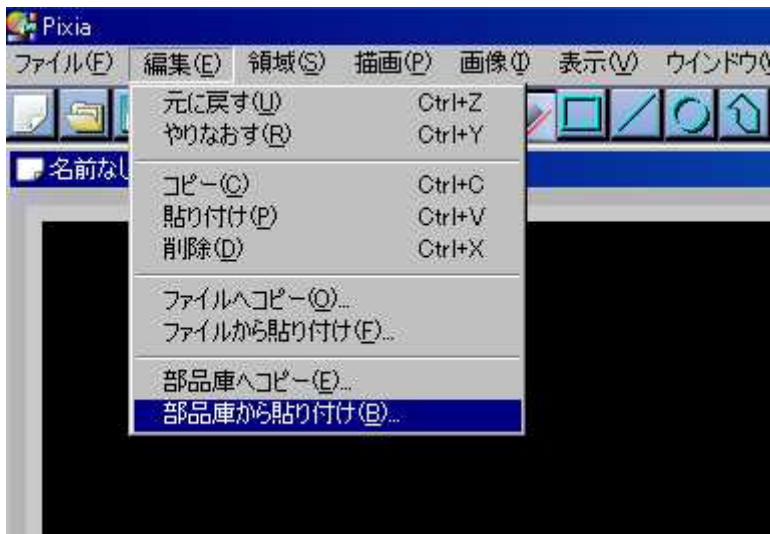 Pixia
ファイル(F) 編集(E) 領域(S) 描画(P) 画像(I) 表示(V) ウインドウ(W
元に戻す(U) Ctrl+Z
やりなおす(R) Ctrl+Y
名前なし
コピー(C) Ctrl+C
貼り付け(P) Ctrl+V
削除(D) Ctrl+X
ファイルへコピー(O)...
ファイルから貼り付け(F)...
部品庫へコピー(E)...
部品庫から貼り付け(B)...